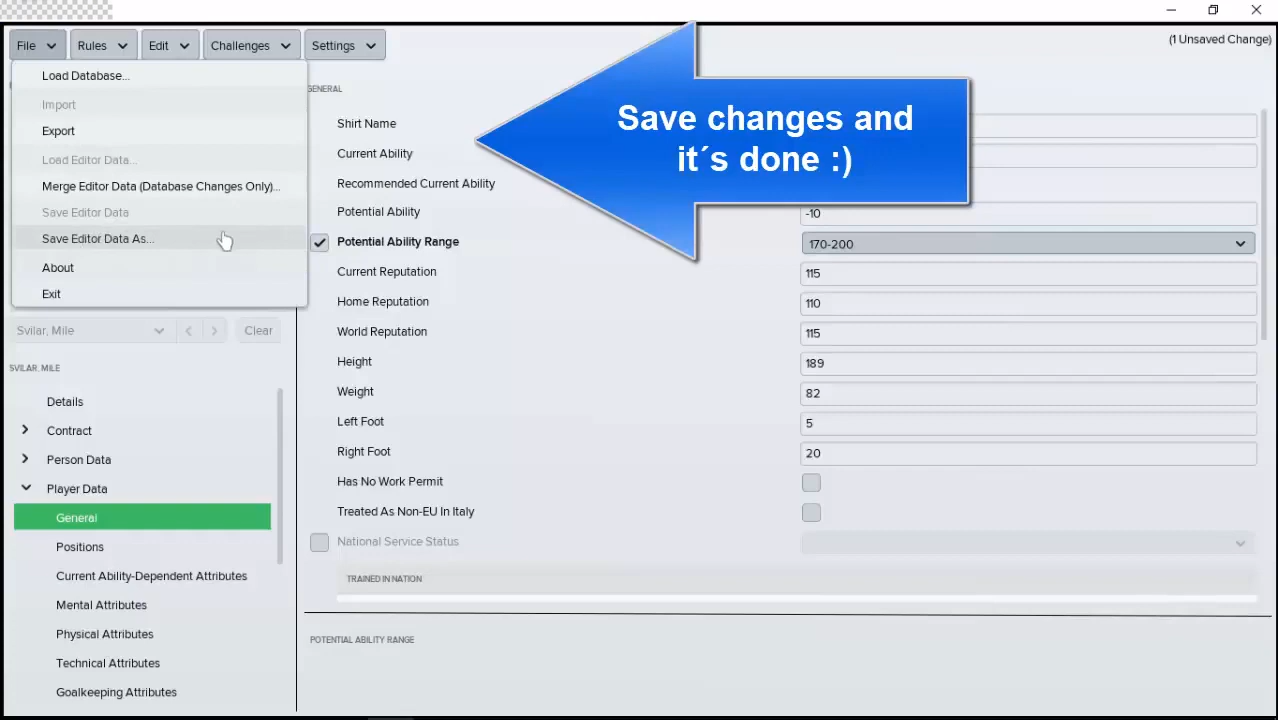 File Rules Edit Challenges Settings (1 Unsaved Change)
Load Database...
Import
Export
Load Editor Data...
Merge Editor Data (Database Changes Only)...
Save Editor Data
Save Editor Data As...
About
Exit
Svilar, Mile Clear
SVILAR, MILE
Details
Contract
Person Data
Player Data
General
Positions
Current Ability-Dependent Attributes
Mental Attributes
Physical Attributes
Technical Attributes
Goalkeeping Attributes
GENERAL
Shirt Name
Current Ability
Recommended Current Ability
Potential Ability -10
Potential Ability Range 170-200
Current Reputation 115
Home Reputation 110
World Reputation 115
Height 189
Weight 82
Left Foot 5
Right Foot 20
Has No Work Permit
Treated As Non-EU In Italy
National Service Status
TRAINED IN NATION
POTENTIAL ABILITY RANGE
Save changes and
it´s done :)